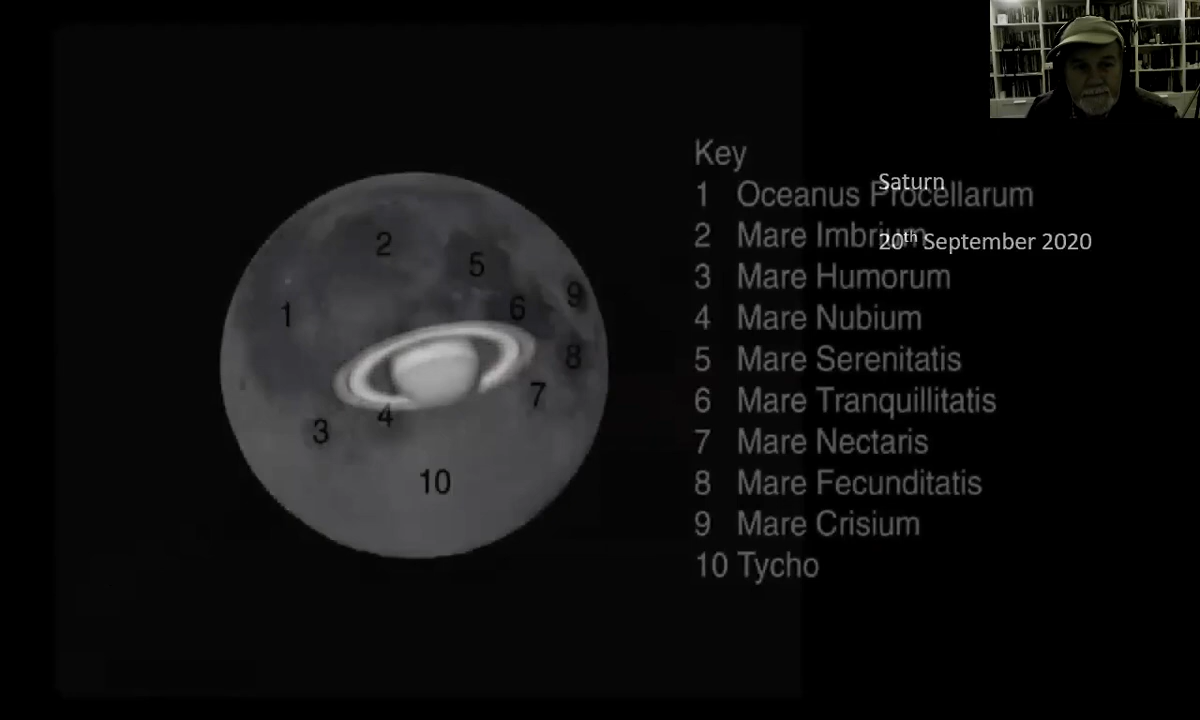 Key
1 Oceanus Procellarum
2 Mare Imbrium
3 Mare Humorum
4 Mare Nubium
5 Mare Serenitatis
6 Mare Tranquillitatis
7 Mare Nectaris
8 Mare Fecunditatis
9 Mare Crisium
10 Tycho
Saturn
20th September 2020
2
5
9
6
1
8
7
4
3
10